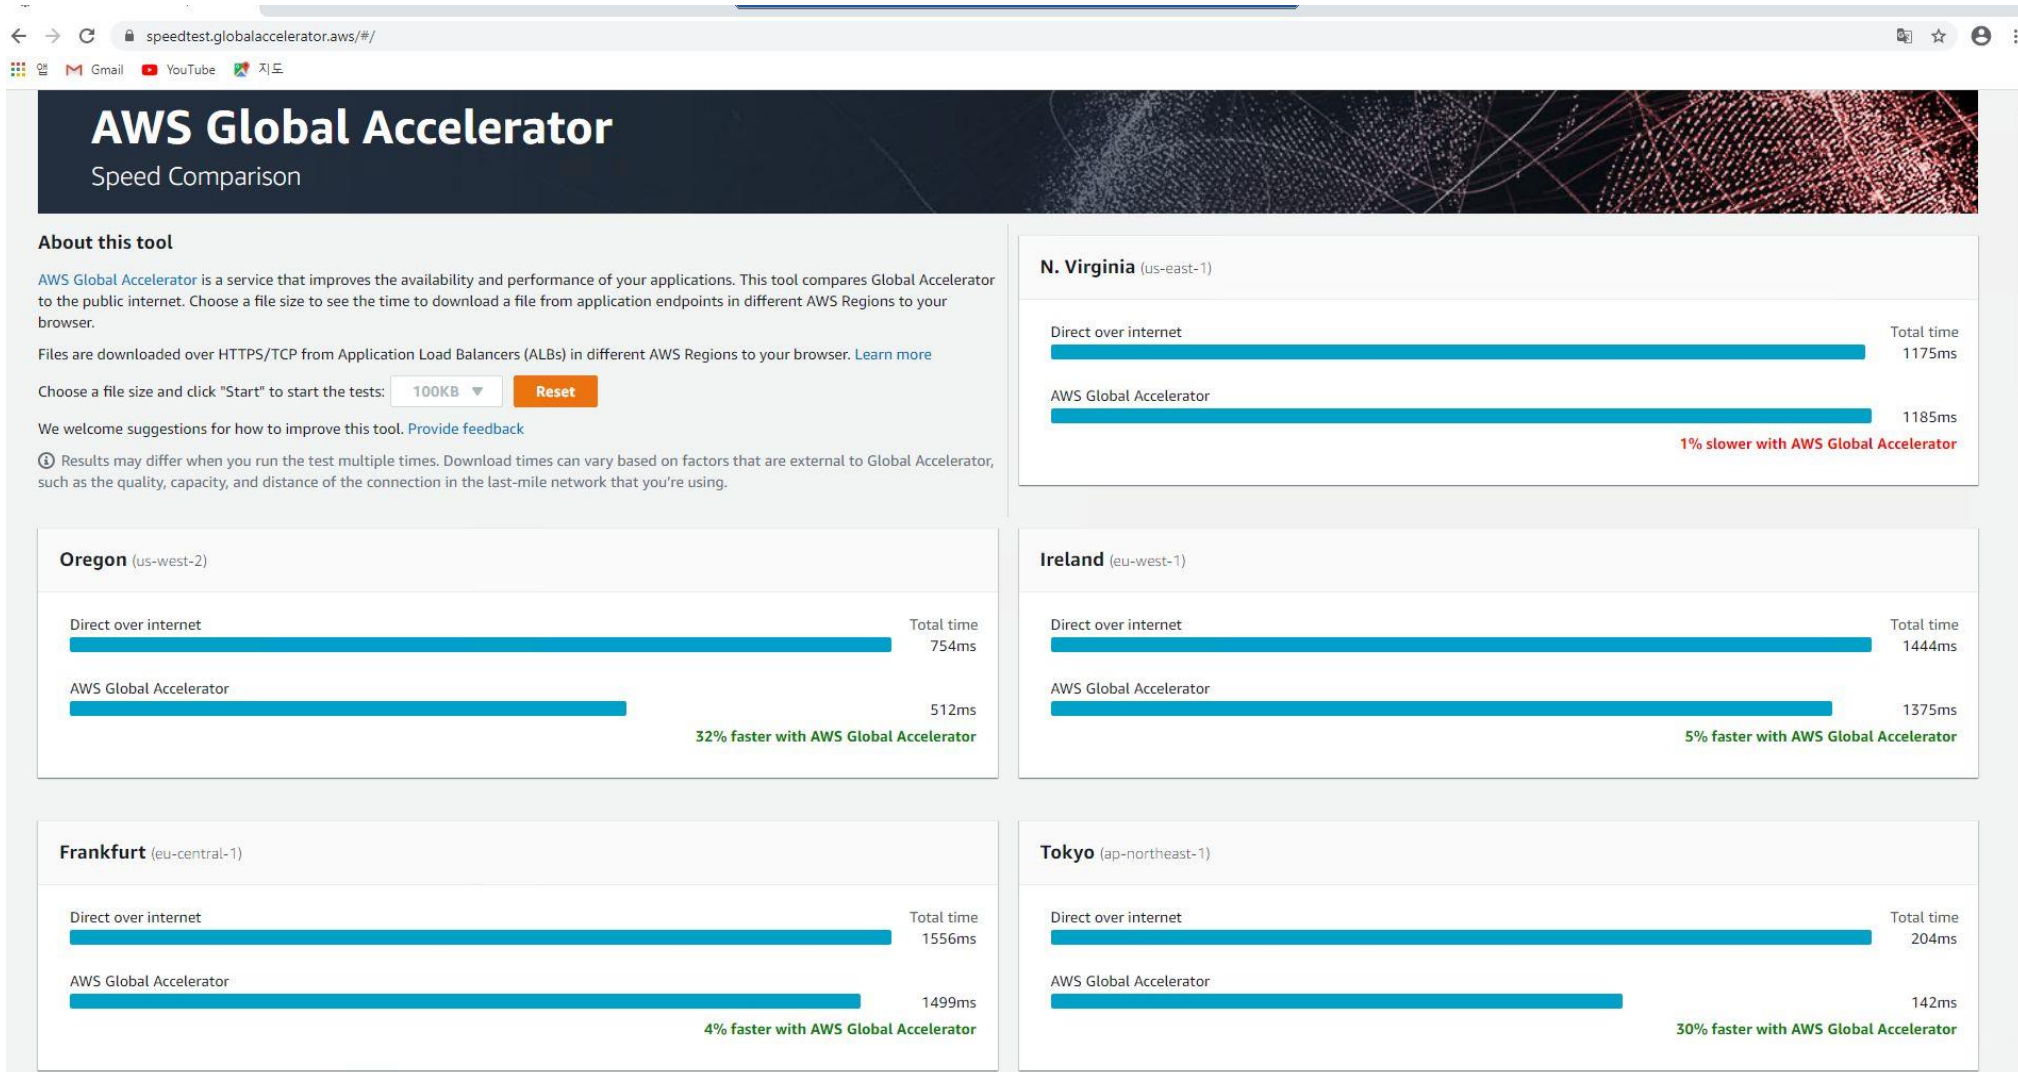 speedtest.globalaccelerator.aws/#/
앱 Gmail YouTube 지도
AWS Global Accelerator
Speed Comparison
About this tool
AWS Global Accelerator is a service that improves the availability and performance of your applications. This tool compares Global Accelerator
to the public internet. Choose a file size to see the time to download a file from application endpoints in different AWS Regions to your
browser.
Files are downloaded over HTTPS/TCP from Application Load Balancers (ALBs) in different AWS Regions to your browser. Learn more
Choose a file size and click "Start" to start the tests: 100KB Reset
We welcome suggestions for how to improve this tool. Provide feedback
Results may differ when you run the test multiple times. Download times can vary based on factors that are external to Global Accelerator,
such as the quality, capacity, and distance of the connection in the last-mile network that you're using.
N. Virginia (us-east-1)
Direct over internet Total time
1175ms
AWS Global Accelerator
1185ms
1% slower with AWS Global Accelerator
Oregon (us-west-2)
Direct over internet Total time
754ms
AWS Global Accelerator
512ms
32% faster with AWS Global Accelerator
Ireland (eu-west-1)
Direct over internet Total time
1444ms
AWS Global Accelerator
1375ms
5% faster with AWS Global Accelerator
Frankfurt (eu-central-1)
Direct over internet Total time
1556ms
AWS Global Accelerator
1499ms
4% faster with AWS Global Accelerator
Tokyo (ap-northeast-1)
Direct over internet Total time
204ms
AWS Global Accelerator
142ms
30% faster with AWS Global Accelerator